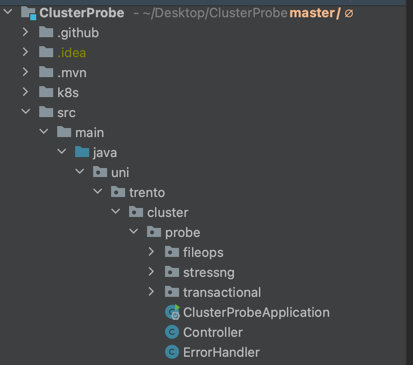 ClusterProbe - ~/Desktop/ClusterProbe master / ∅
.github
.idea
.mvn
k8s
src
main
java
uni
trento
cluster
probe
fileops
stressng
transactional
ClusterProbeApplication
Controller
ErrorHandler